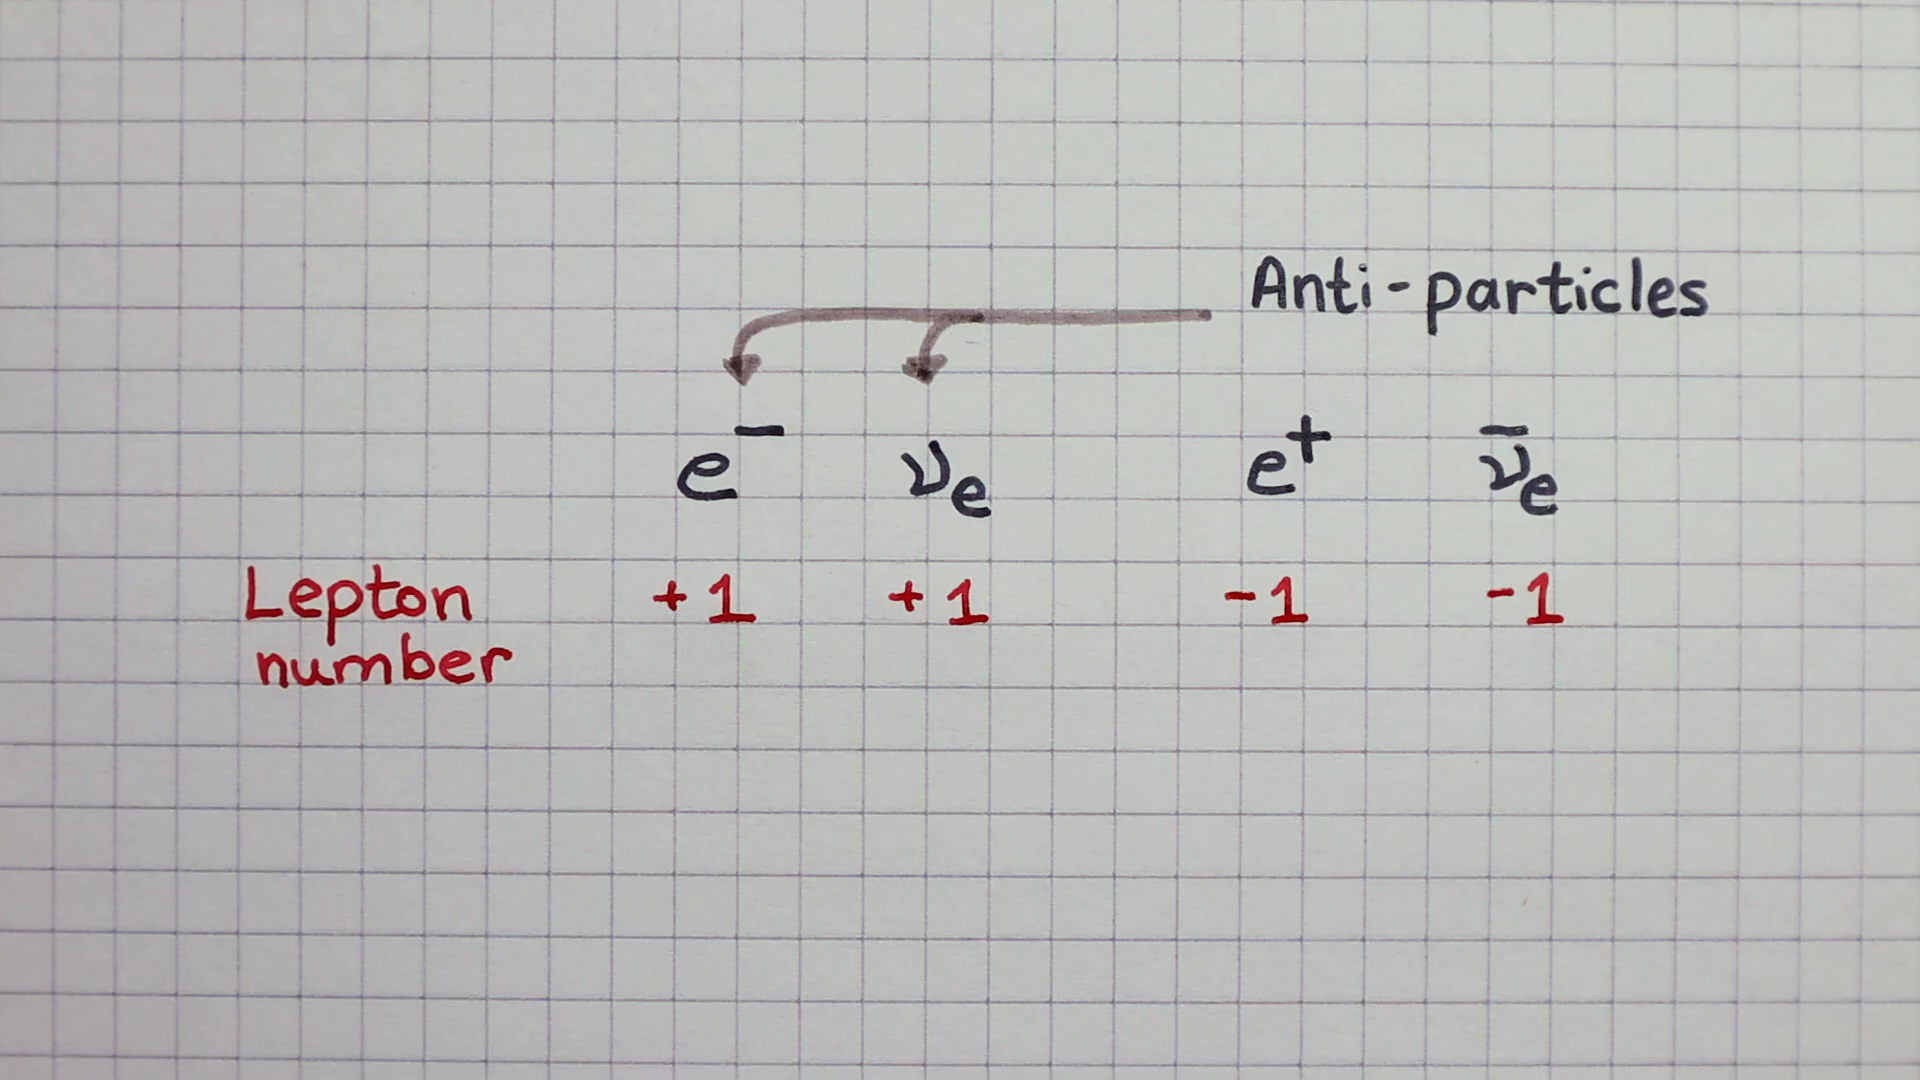 Anti-particles
e⁻ νₑ e⁺ ν̄ₑ
Lepton number +1 +1 -1 -1